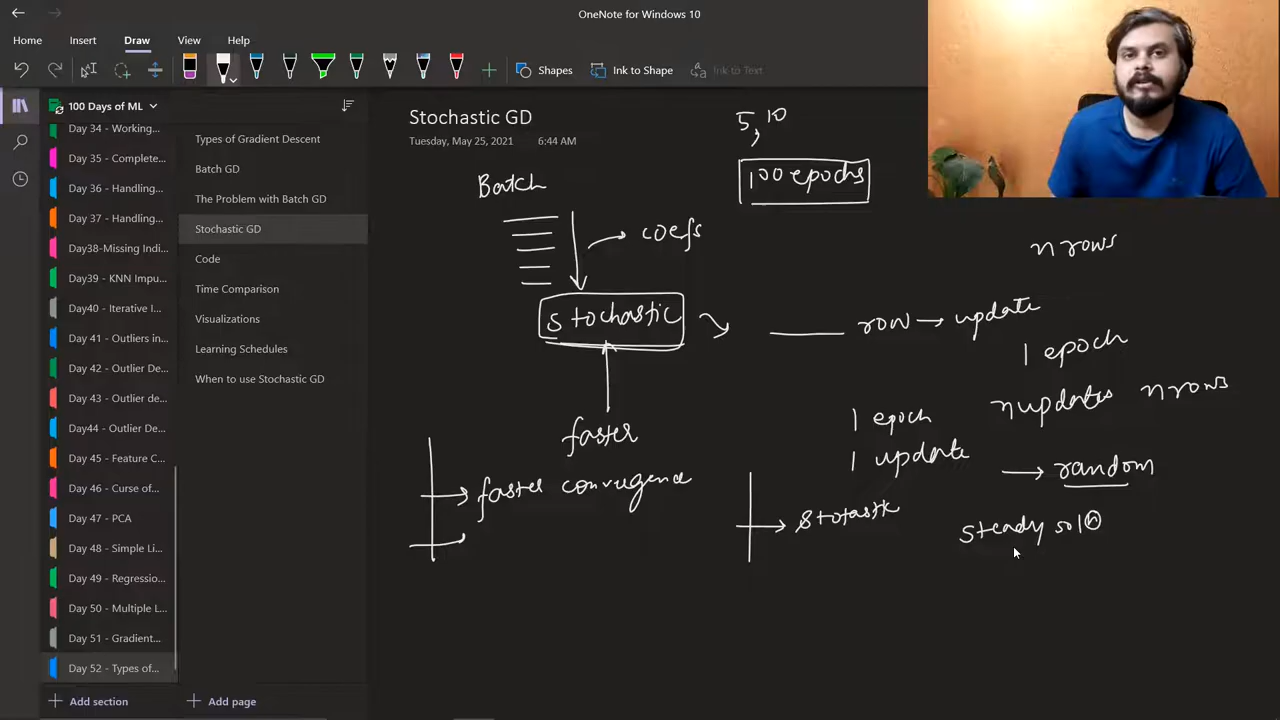 OneNote for Windows 10
Home
Insert
Draw
View
Help
Shapes
Ink to Shape
Ink to Text
100 Days of ML
Day 34 - Working...
Day 35 - Complete...
Day 36 - Handling...
Day 37 - Handling...
Day38-Missing Indi...
Day39 - KNN Impu...
Day40 - Iterative I...
Day 41 - Outliers in...
Day 42 - Outlier De...
Day 43 - Outlier de...
Day44 - Outlier De...
Day 45 - Feature C...
Day 46 - Curse of...
Day 47 - PCA
Day 48 - Simple Li...
Day 49 - Regressio...
Day 50 - Multiple L...
Day 51 - Gradient...
Day 52 - Types of...
Add section
Types of Gradient Descent
Batch GD
The Problem with Batch GD
Stochastic GD
Code
Time Comparison
Visualizations
Learning Schedules
When to use Stochastic GD
Add page
Stochastic GD
Tuesday, May 25, 2021 6:44 AM
5, 10
100 epochs
Batch
coefs
n rows
stochastic
row → update
1 epoch
n updates n rows
1 epoch
1 update
faster
random
faster convergence
stotastic
steady sol(n)